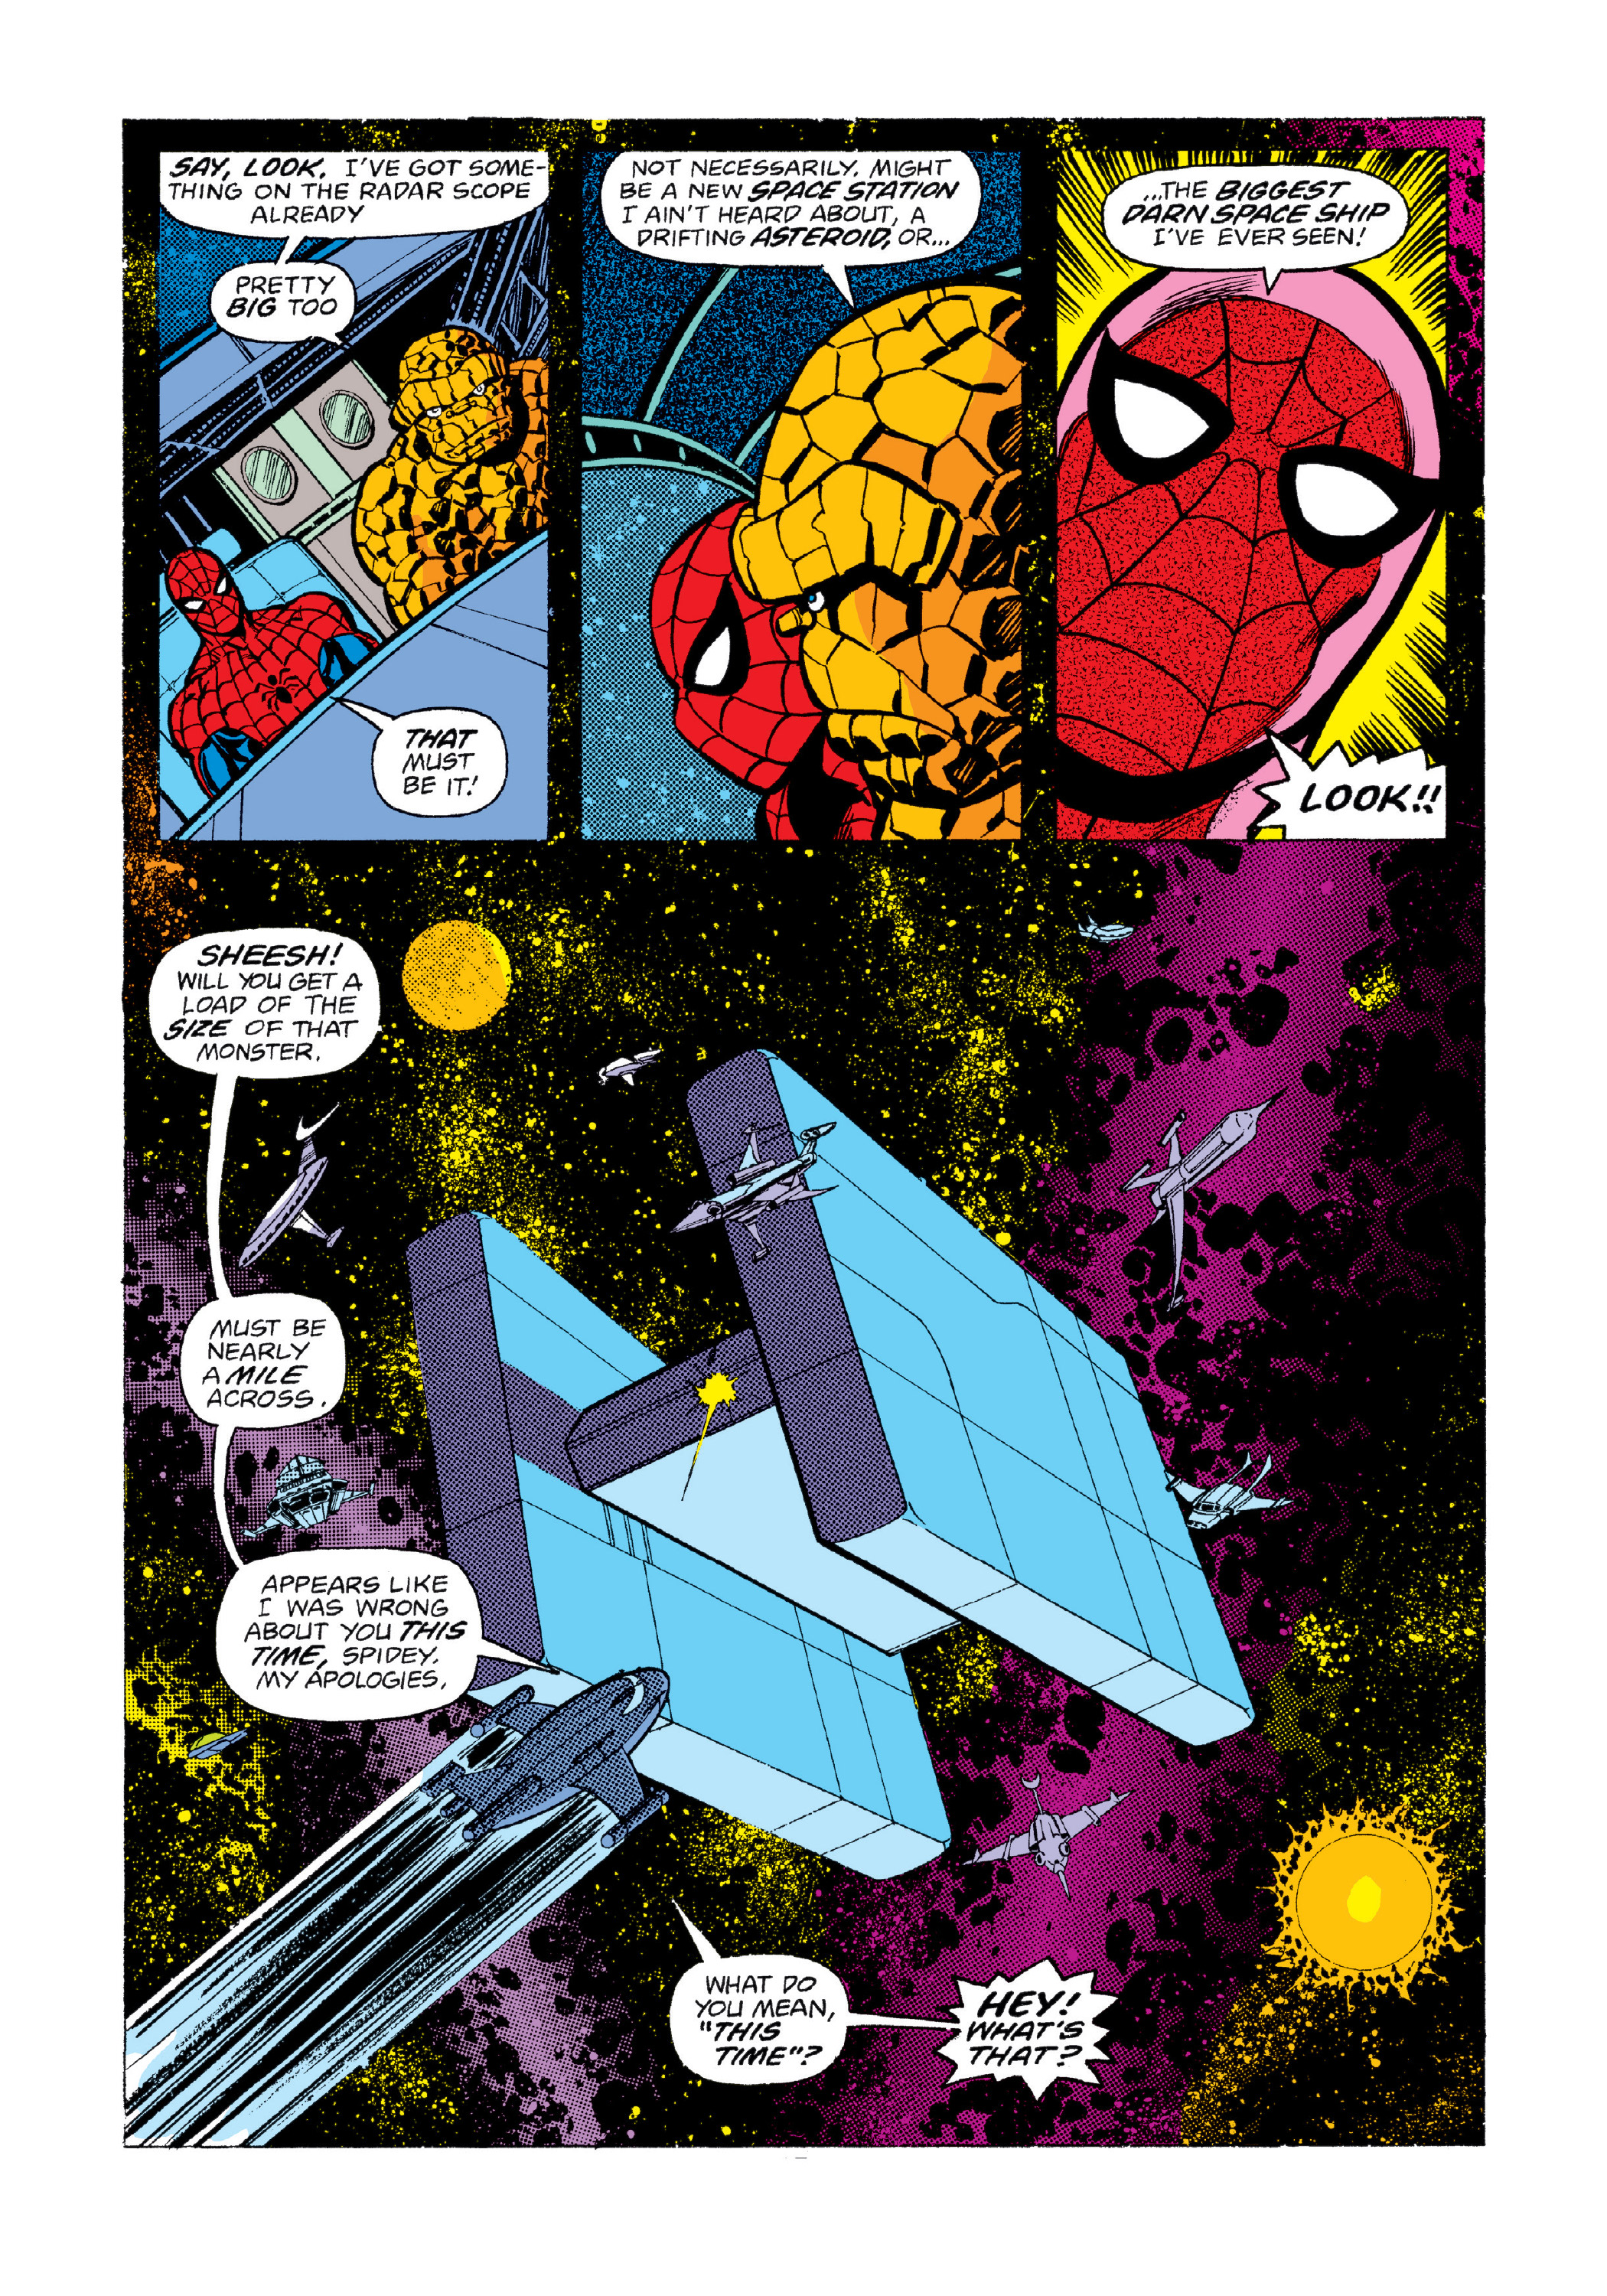 SAY, LOOK. I'VE GOT SOME-
THING ON THE RADAR SCOPE
ALREADY
PRETTY
BIG TOO
THAT
MUST
BE IT!
NOT NECESSARILY. MIGHT
BE A NEW SPACE STATION
I AIN'T HEARD ABOUT, A
DRIFTING ASTEROID, OR...
...THE BIGGEST
DARN SPACE SHIP
I'VE EVER SEEN!
LOOK!!
SHEESH!
WILL YOU GET A
LOAD OF THE
SIZE OF THAT
MONSTER.
MUST BE
NEARLY
A MILE
ACROSS.
APPEARS LIKE
I WAS WRONG
ABOUT YOU THIS
TIME, SPIDEY.
MY APOLOGIES.
WHAT DO
YOU MEAN,
"THIS
TIME"?
HEY!
WHAT'S
THAT?